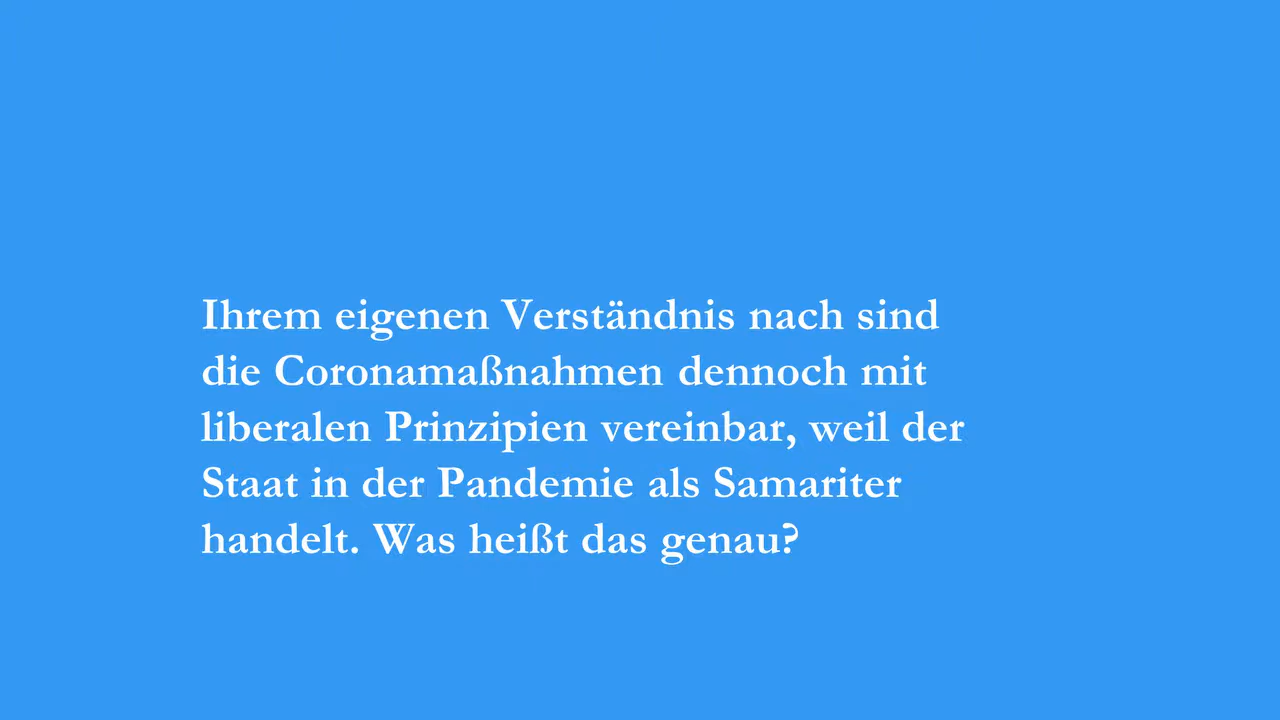 Ihrem eigenen Verständnis nach sind
die Coronamaßnahmen dennoch mit
liberalen Prinzipien vereinbar, weil der
Staat in der Pandemie als Samariter
handelt. Was heißt das genau?